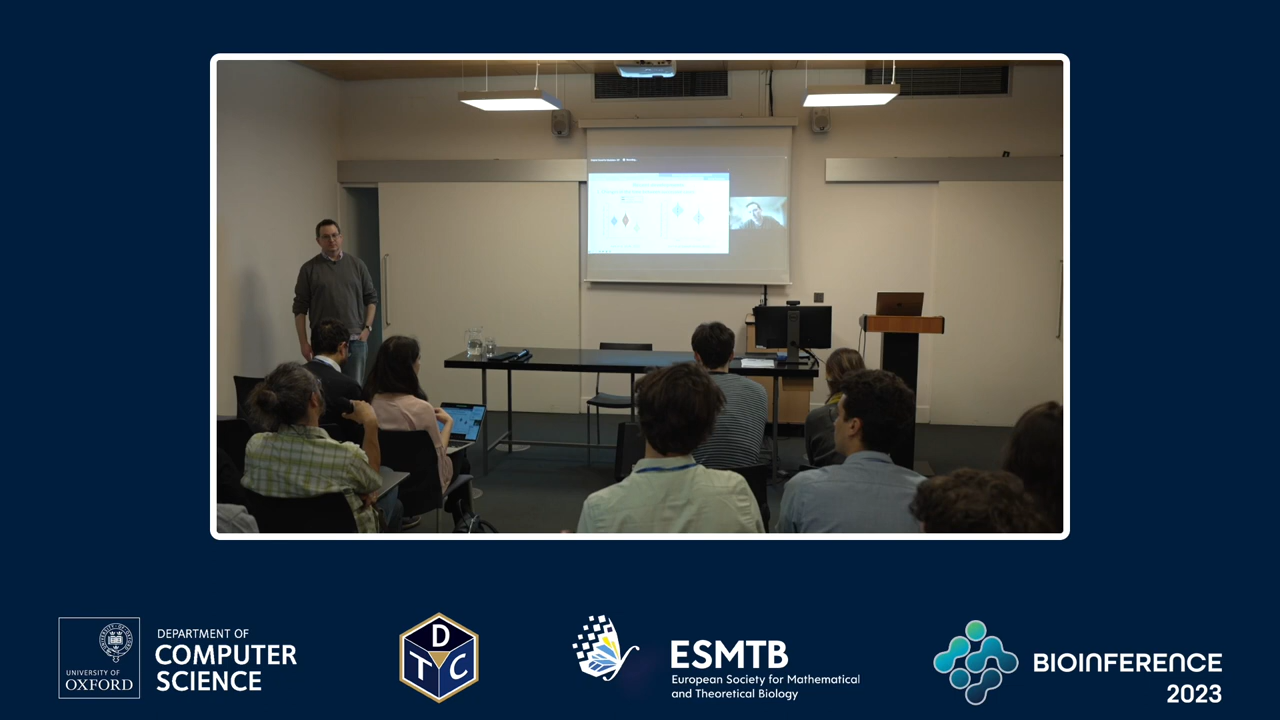 UNIVERSITY OF
OXFORD
DEPARTMENT OF
COMPUTER
SCIENCE
D
T C
ESMTB
European Society for Mathematical
and Theoretical Biology
BIOINFERENCE
2023